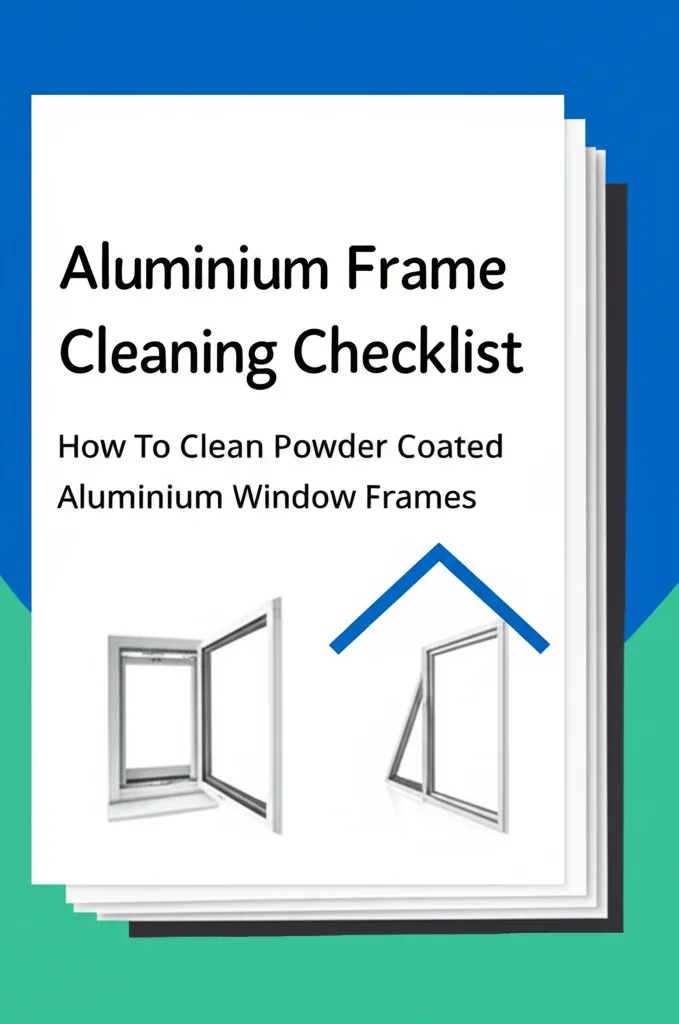 Aluminium Frame
Cleaning Checklist
How To Clean Powder Coated
Aluminium Window Frames